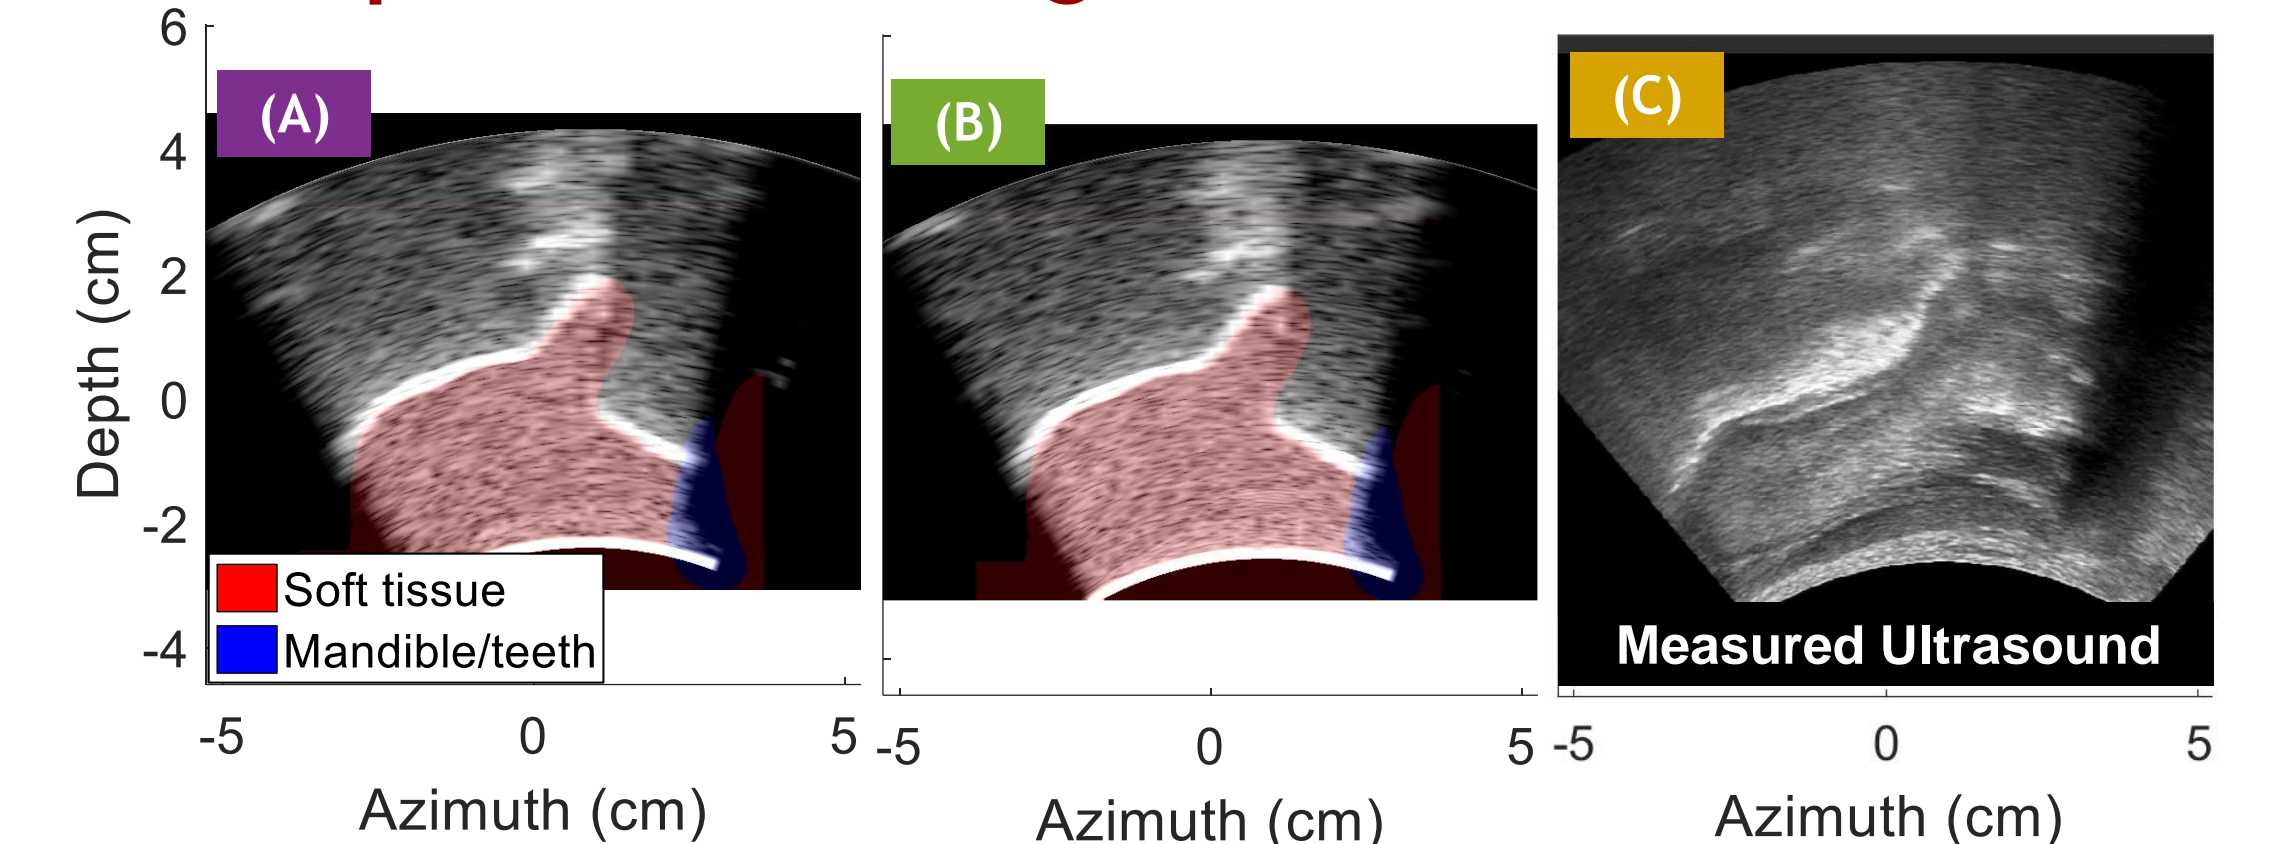 6
4
2
0
-2
-4
Depth (cm)
(A)
(B)
(C)
Soft tissue
Mandible/teeth
Measured Ultrasound
-5 0 5
-5 0 5
-5 0 5
Azimuth (cm)
Azimuth (cm)
Azimuth (cm)